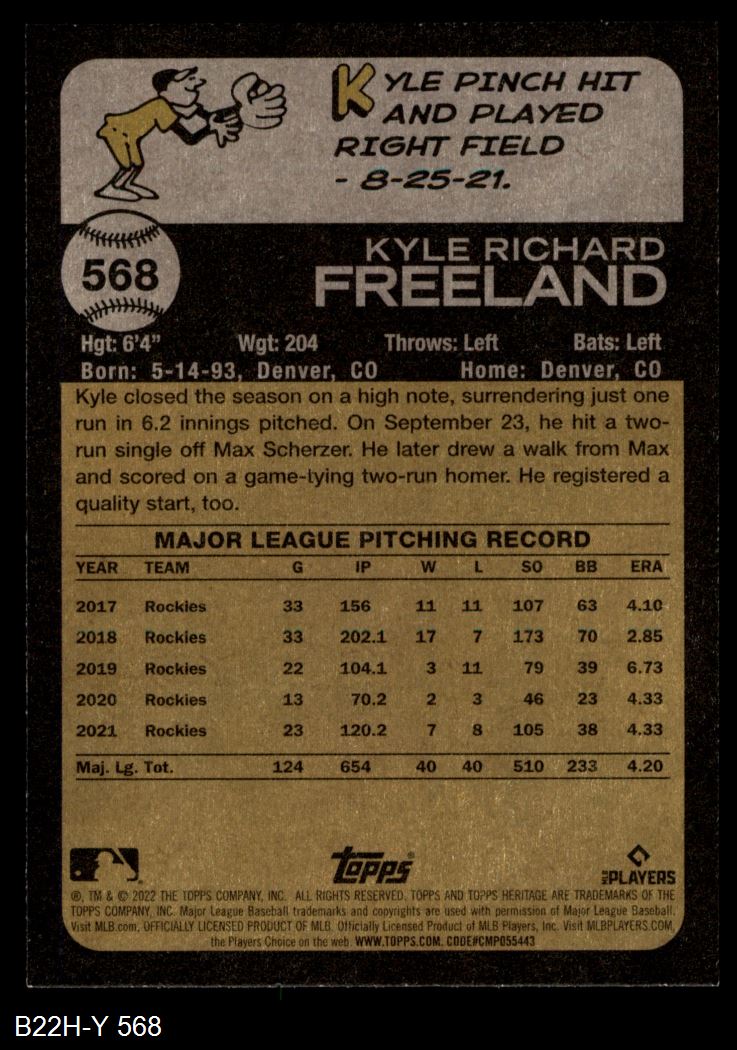 KYLE PINCH HIT
AND PLAYED
RIGHT FIELD
- 8-25-21.
568
KYLE RICHARD
FREELAND
Hgt: 6'4" Wgt: 204 Throws: Left Bats: Left
Born: 5-14-93, Denver, CO Home: Denver, CO
Kyle closed the season on a high note, surrendering just one
run in 6.2 innings pitched. On September 23, he hit a two-
run single off Max Scherzer. He later drew a walk from Max
and scored on a game-tying two-run homer. He registered a
quality start, too.
MAJOR LEAGUE PITCHING RECORD
YEAR TEAM G IP W L SO BB ERA
2017 Rockies 33 156 11 11 107 63 4.10
2018 Rockies 33 202.1 17 7 173 70 2.85
2019 Rockies 22 104.1 3 11 79 39 6.73
2020 Rockies 13 70.2 2 3 46 23 4.33
2021 Rockies 23 120.2 7 8 105 38 4.33
Maj. Lg. Tot. 124 654 40 40 510 233 4.20
topps®
MLB PLAYERS
®, TM & © 2022 THE TOPPS COMPANY, INC. ALL RIGHTS RESERVED. TOPPS AND TOPPS HERITAGE ARE TRADEMARKS OF THE
TOPPS COMPANY, INC. Major League Baseball trademarks and copyrights are used with permission of Major League Baseball.
Visit MLB.com. OFFICIALLY LICENSED PRODUCT OF MLB. Officially Licensed Product of MLB Players, Inc. Visit MLBPLAYERS.COM,
the Players Choice on the web. WWW.TOPPS.COM. CODE#CMP055443
B22H-Y 568